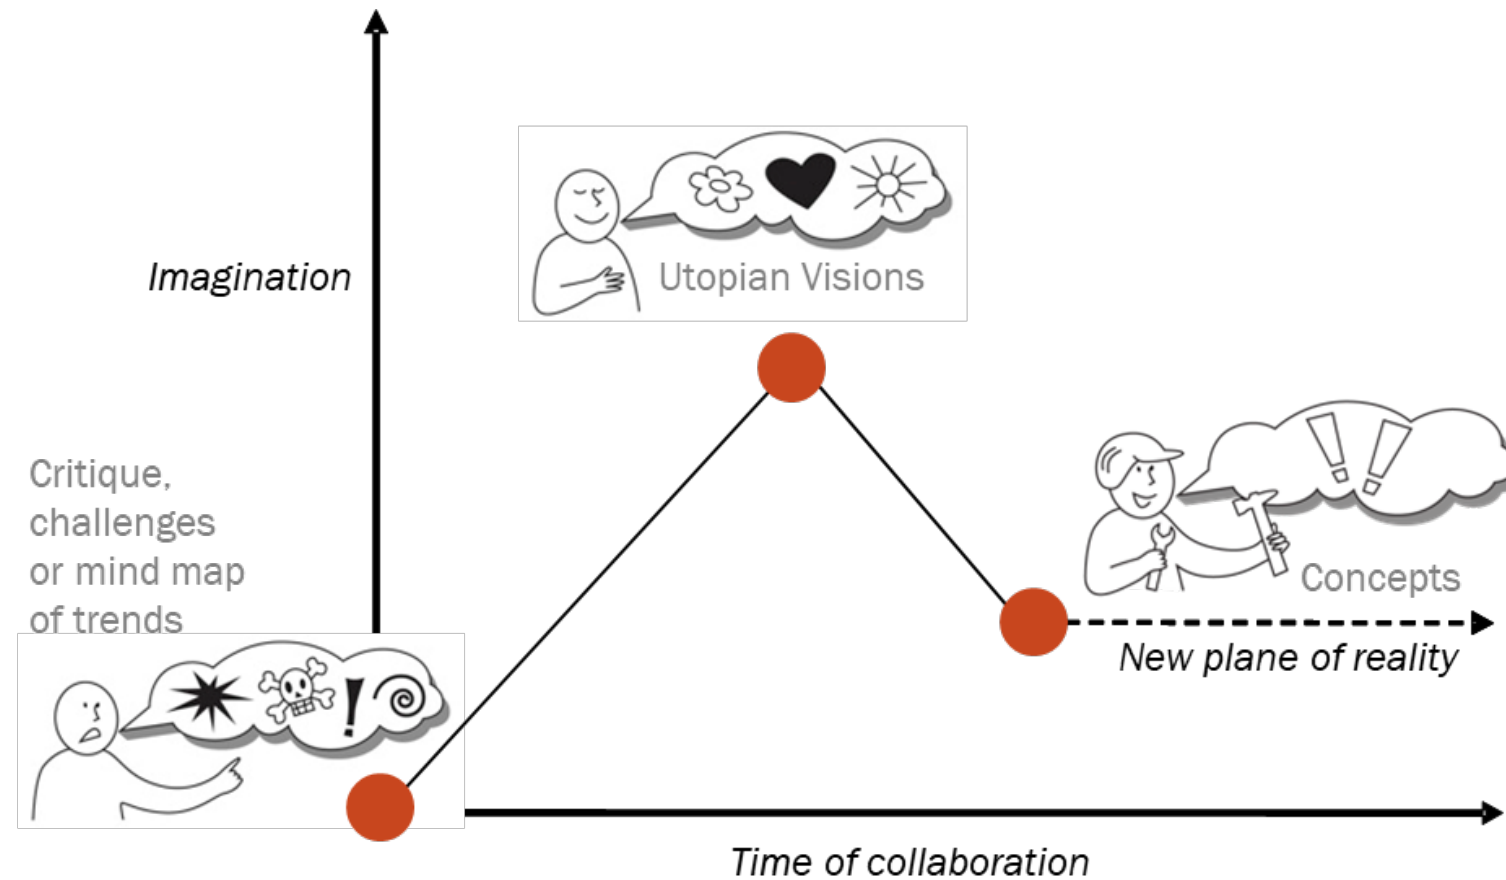 Imagination
Utopian Visions
Critique,
challenges
or mind map
of trends
Concepts
New plane of reality
Time of collaboration